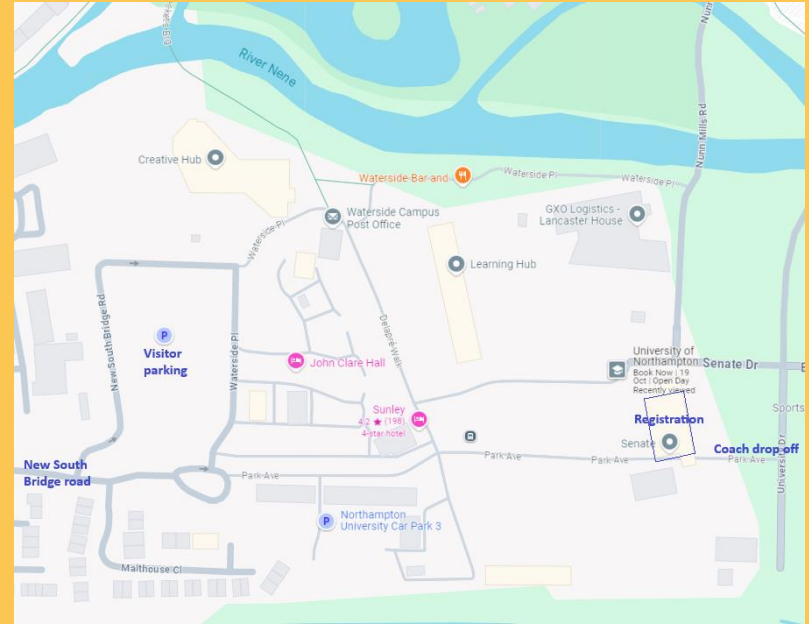 River Nene
Nunn Mills Rd
Creative Hub
Waterside Bar and
Waterside Pl
Waterside Pl
Waterside Campus
Post Office
GXO Logistics -
Lancaster House
Waterside Pl
Learning Hub
New South Bridge Rd
P
Visitor
parking
Waterside Pl
Delapré Walk
John Clare Hall
University of
Northampton
Book Now | 19
Oct | Open Day
Recently viewed
Senate Dr
Sunley
4.2 ★ (198)
4-star hotel
Registration
Sports
Senate
Coach drop off
New South
Bridge road
Park Ave
Park Ave
Park Ave
Park Ave
University Dr
P
Northampton
University Car Park 3
Malthouse Cl